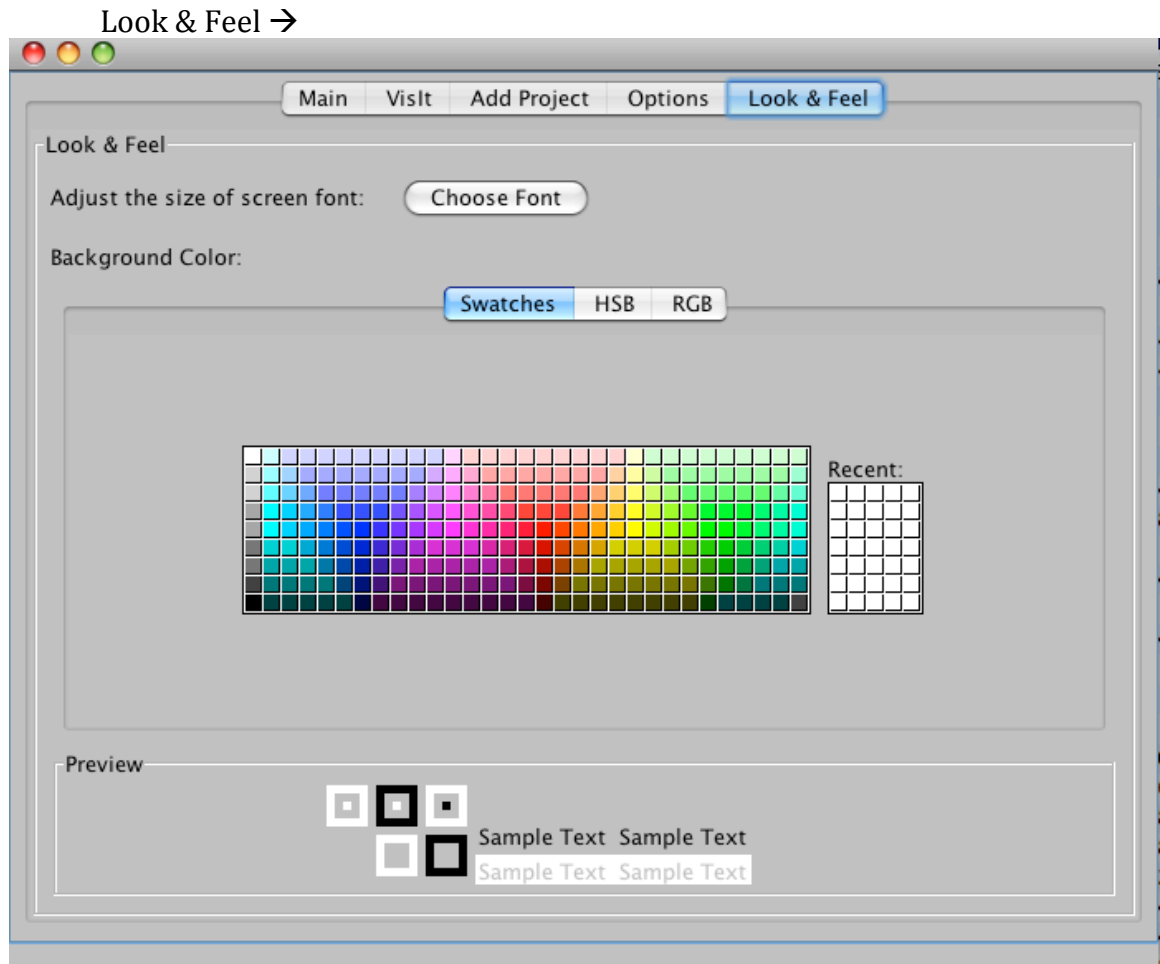 Look & Feel →
Main VisIt Add Project Options Look & Feel
Look & Feel
Adjust the size of screen font: Choose Font
Background Color:
Swatches HSB RGB
Recent:
Preview
Sample Text Sample Text
Sample Text Sample Text